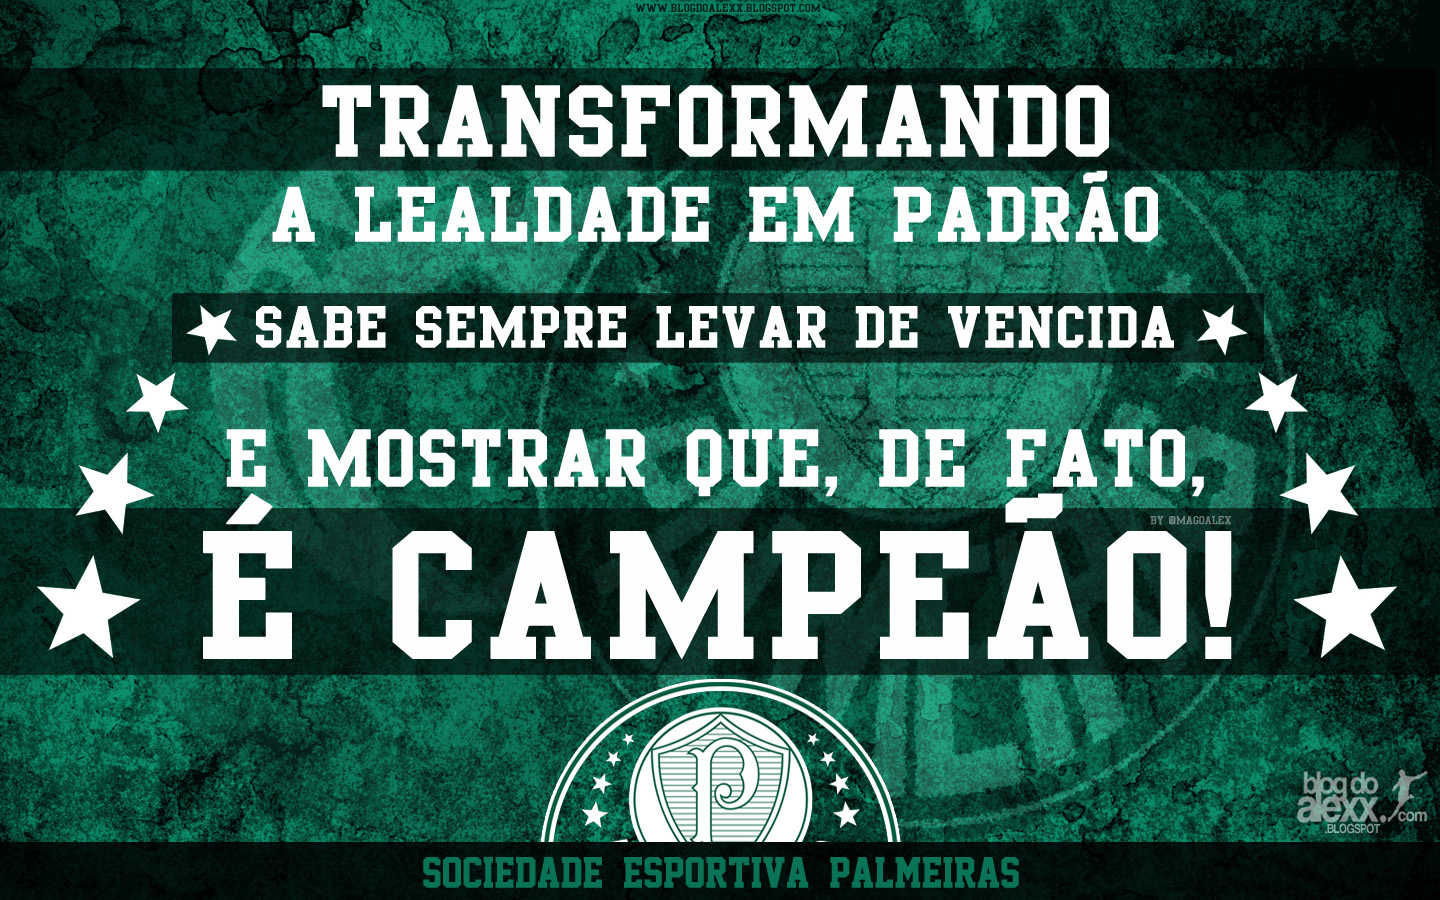 WWW.BLOGDOALEXX.BLOGSPOT.COM
TRANSFORMANDO
A LEALDADE EM PADRÃO
SABE SEMPRE LEVAR DE VENCIDA
E MOSTRAR QUE, DE FATO,
BY @MAGOALEX
É CAMPEÃO!
P
blog do
alexx.com
.BLOGSPOT
SOCIEDADE ESPORTIVA PALMEIRAS